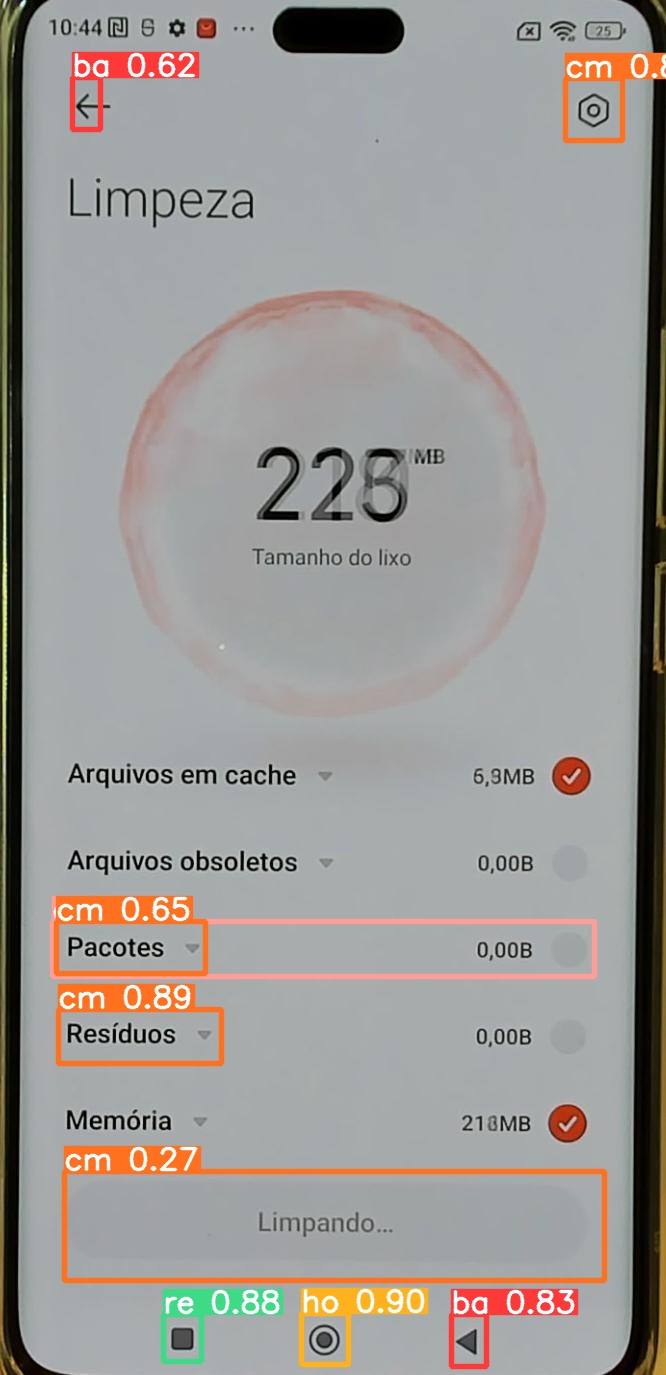 10:44 25
ba 0.62
cm 0.8
Limpeza
MB
Tamanho do lixo
Arquivos em cache 6,9MB
Arquivos obsoletos 0,00B
cm 0.65
Pacotes 0,00B
cm 0.89
Resíduos 0,00B
Memória 218MB
cm 0.27
Limpando...
re 0.88 ho 0.90 ba 0.83